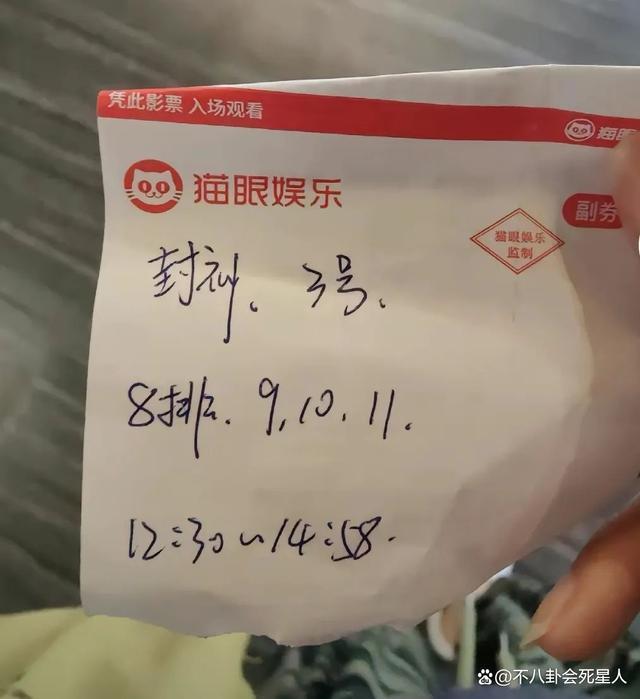 凭此影票 入场观看
猫眼
猫眼娱乐
副券
猫眼娱乐
监制
封神、3号、
8排、9,10、11.
12:30~14:58.
@不八卦会死星人